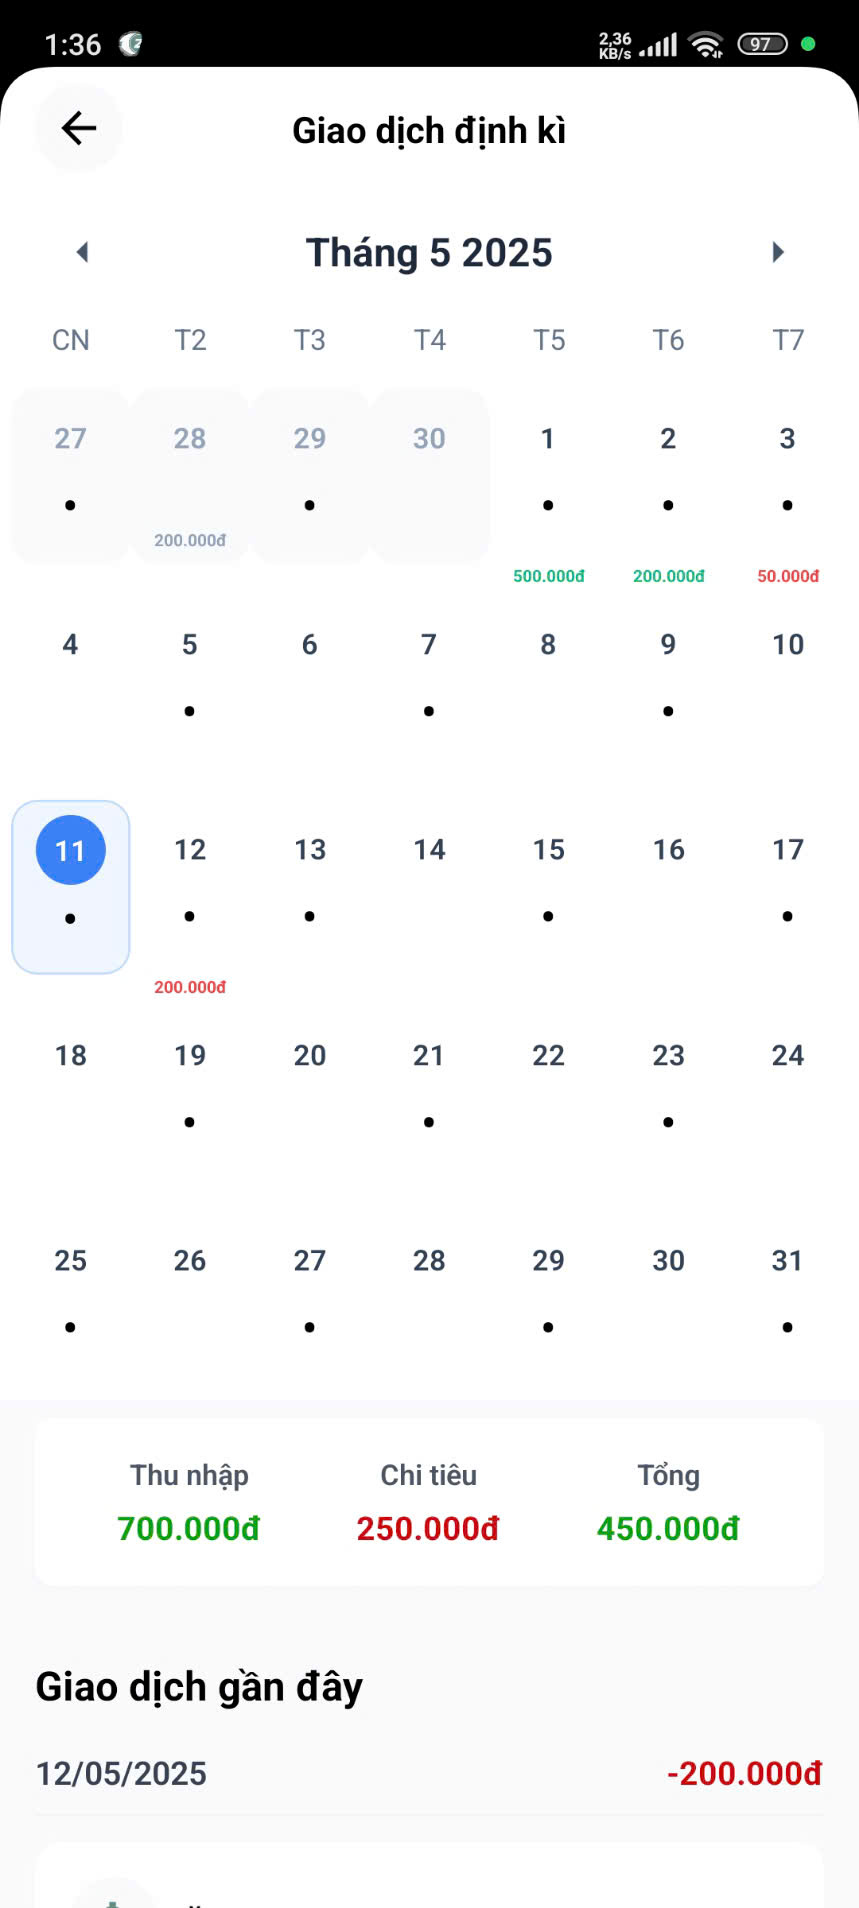 1:36
2,36
KB/s
97
Giao dịch định kì
Tháng 5 2025
CN T2 T3 T4 T5 T6 T7
27 28 29 30 1 2 3
200.000đ
500.000đ 200.000đ 50.000đ
4 5 6 7 8 9 10
11 12 13 14 15 16 17
200.000đ
18 19 20 21 22 23 24
25 26 27 28 29 30 31
Thu nhập Chi tiêu Tổng
700.000đ 250.000đ 450.000đ
Giao dịch gần đây
12/05/2025 -200.000đ